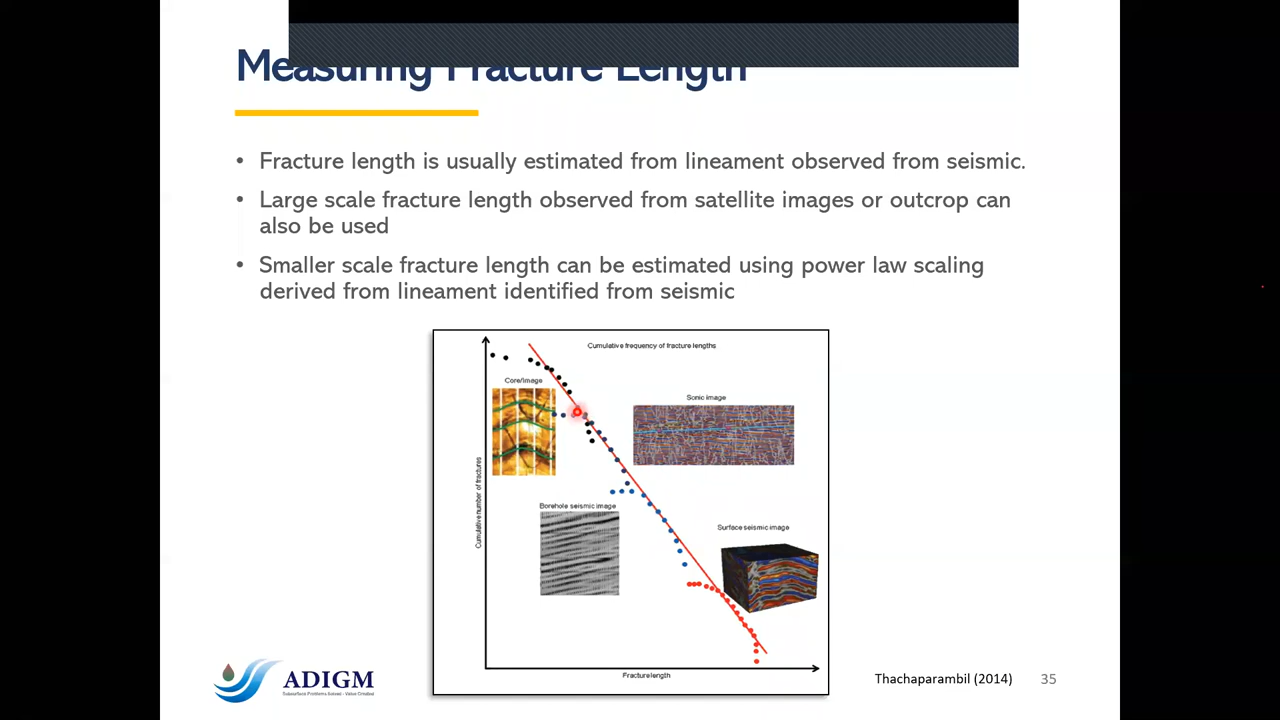 Measuring Fracture Length
• Fracture length is usually estimated from lineament observed from seismic.
• Large scale fracture length observed from satellite images or outcrop can
also be used
• Smaller scale fracture length can be estimated using power law scaling
derived from lineament identified from seismic
Cumulative frequency of fracture lengths
Core/Image
Sonic image
Cumulative number of fractures
Borehole seismic image
Surface seismic image
Fracture length
ADIGM
Subsurface Problems Solved - Value Created
Thachaparambil (2014)
35